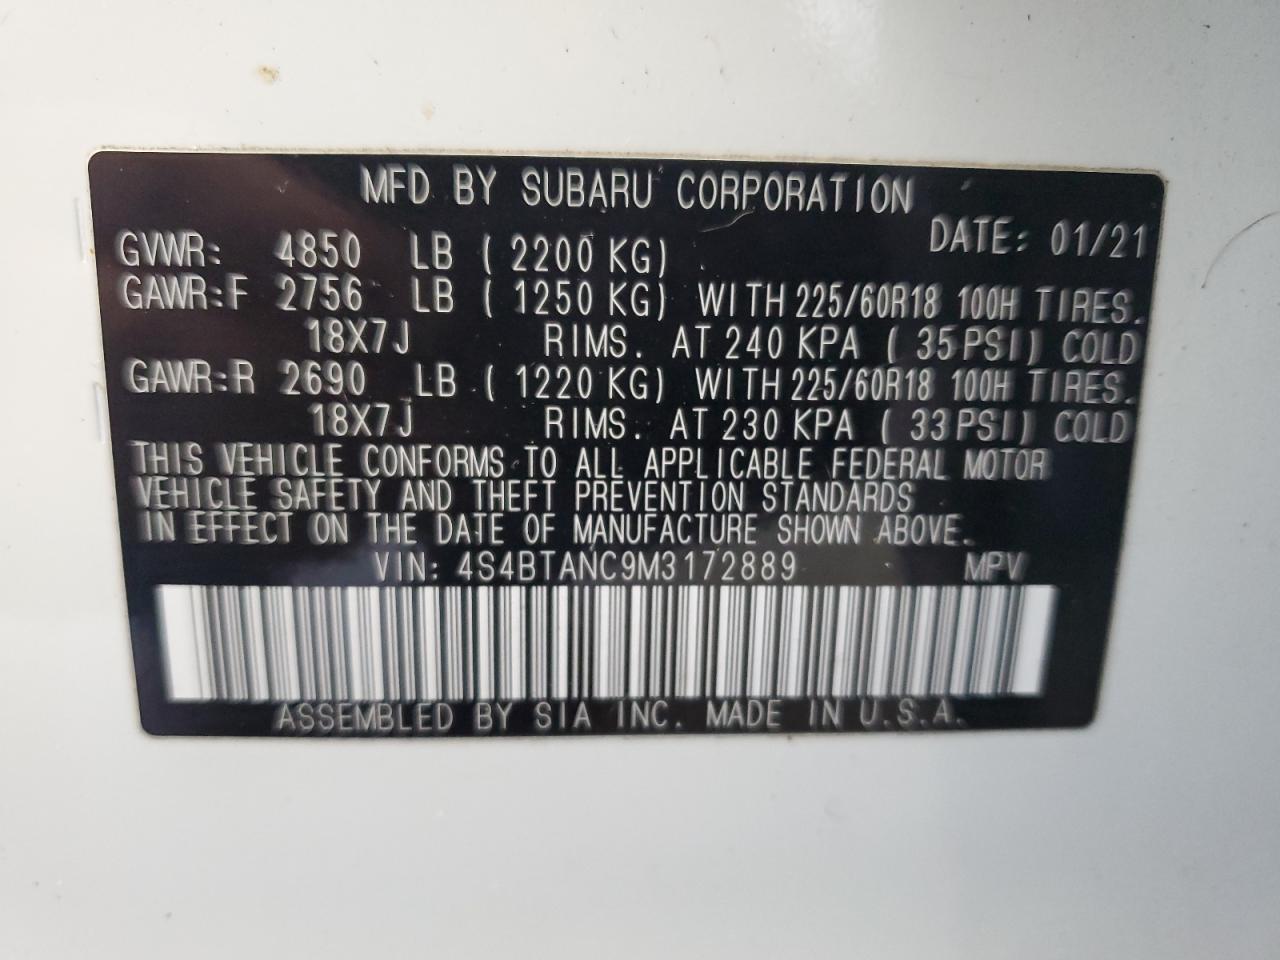 MFD BY SUBARU CORPORATION
DATE: 01/21
GVWR: 4850 LB ( 2200 KG)
GAWR:F 2756 LB ( 1250 KG) WITH 225/60R18 100H TIRES.
18X7J RIMS. AT 240 KPA ( 35 PSI) COLD
GAWR:R 2690 LB ( 1220 KG) WITH 225/60R18 100H TIRES.
18X7J RIMS. AT 230 KPA ( 33 PSI) COLD
THIS VEHICLE CONFORMS TO ALL APPLICABLE FEDERAL MOTOR
VEHICLE SAFETY AND THEFT PREVENTION STANDARDS
IN EFFECT ON THE DATE OF MANUFACTURE SHOWN ABOVE.
VIN: 4S4BTANC9M3172889 MPV
ASSEMBLED BY SIA INC. MADE IN U.S.A.